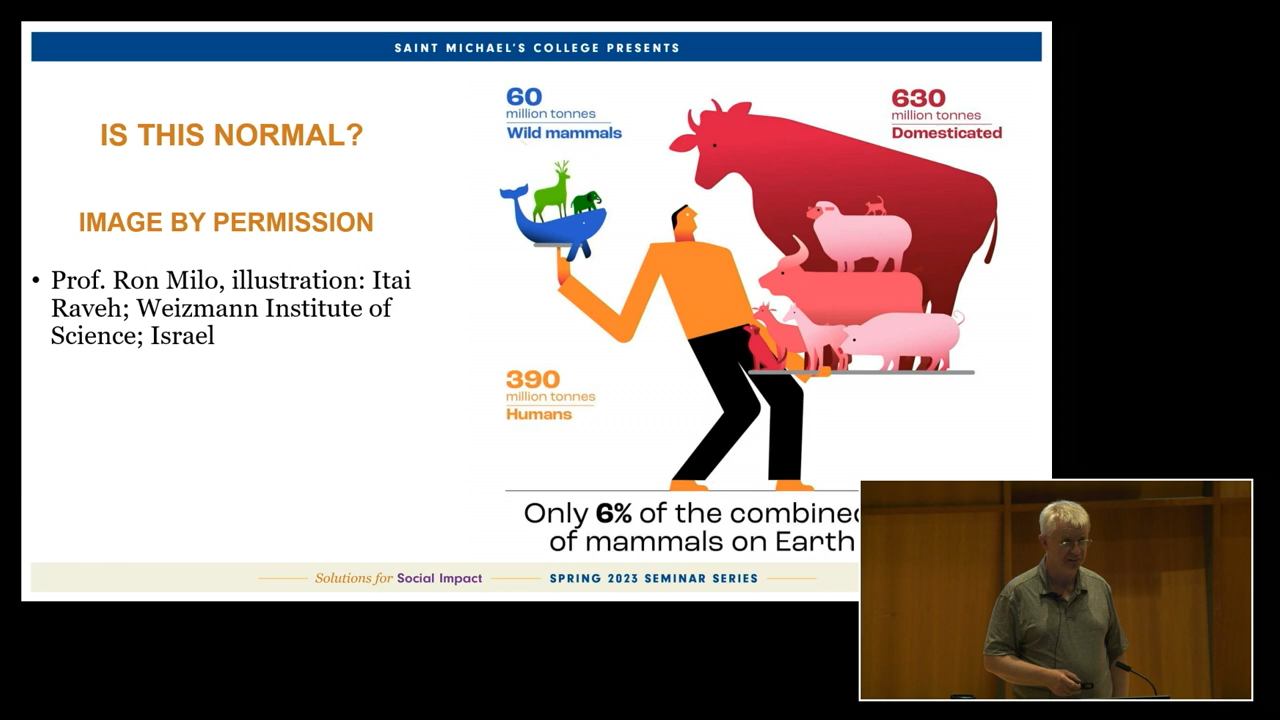 SAINT MICHAEL'S COLLEGE PRESENTS
IS THIS NORMAL?
IMAGE BY PERMISSION
• Prof. Ron Milo, illustration: Itai
Raveh; Weizmann Institute of
Science; Israel
60
million tonnes
Wild mammals
630
million tonnes
Domesticated
390
million tonnes
Humans
Only 6% of the combined
of mammals on Earth
Solutions for Social Impact
SPRING 2023 SEMINAR SERIES